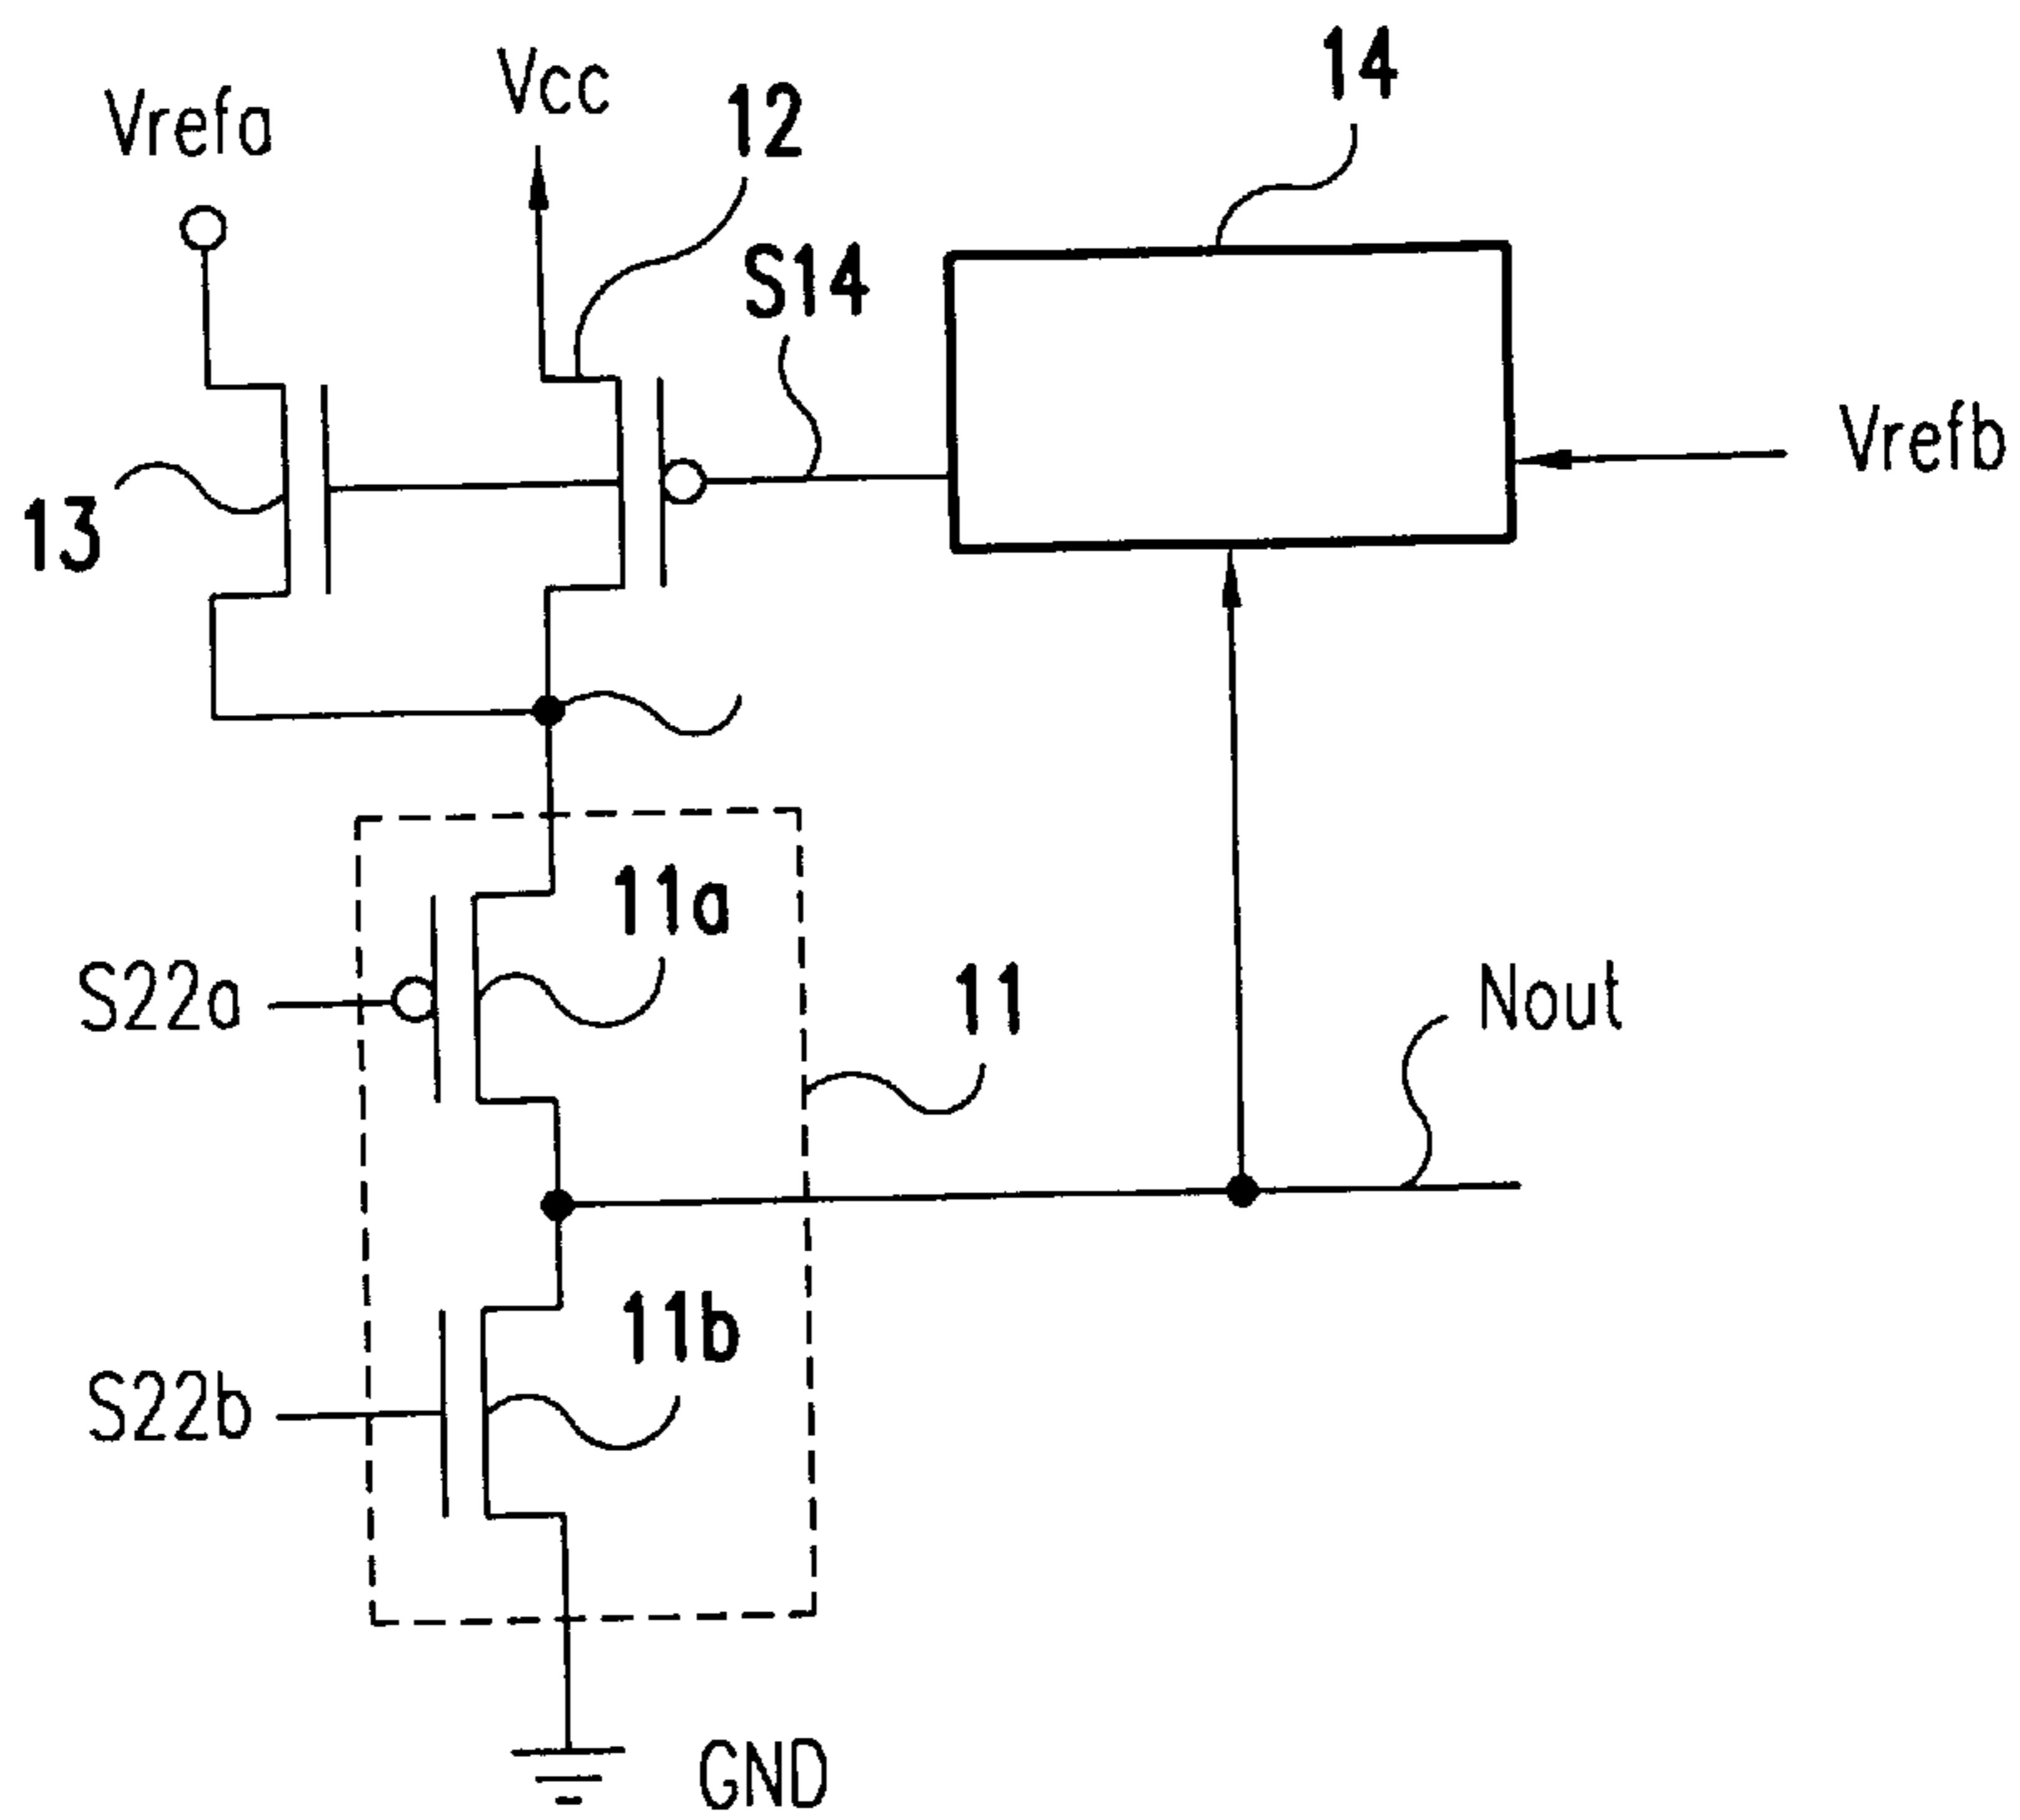 Vcc
14
Vrefa
12
S14
Vrefb
13
11a
S22a
11
Nout
11b
S22b
GND